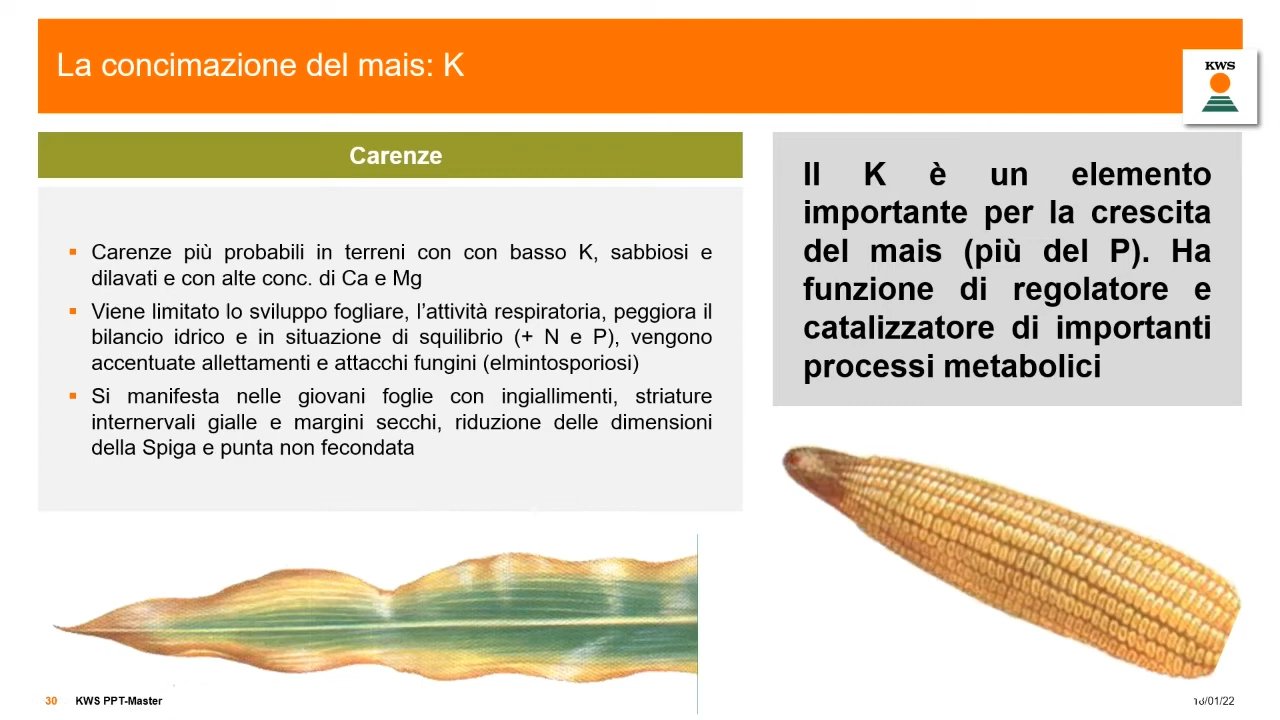 La concimazione del mais: K
KWS
Carenze
Carenze più probabili in terreni con con basso K, sabbiosi e
dilavati e con alte conc. di Ca e Mg
Viene limitato lo sviluppo fogliare, l'attività respiratoria, peggiora il
bilancio idrico e in situazione di squilibrio (+ N e P), vengono
accentuate allettamenti e attacchi fungini (elmintosporiosi)
Si manifesta nelle giovani foglie con ingiallimenti, striature
internervali gialle e margini secchi, riduzione delle dimensioni
della Spiga e punta non fecondata
Il K è un elemento
importante per la crescita
del mais (più del P). Ha
funzione di regolatore e
catalizzatore di importanti
processi metabolici
30 KWS PPT-Master